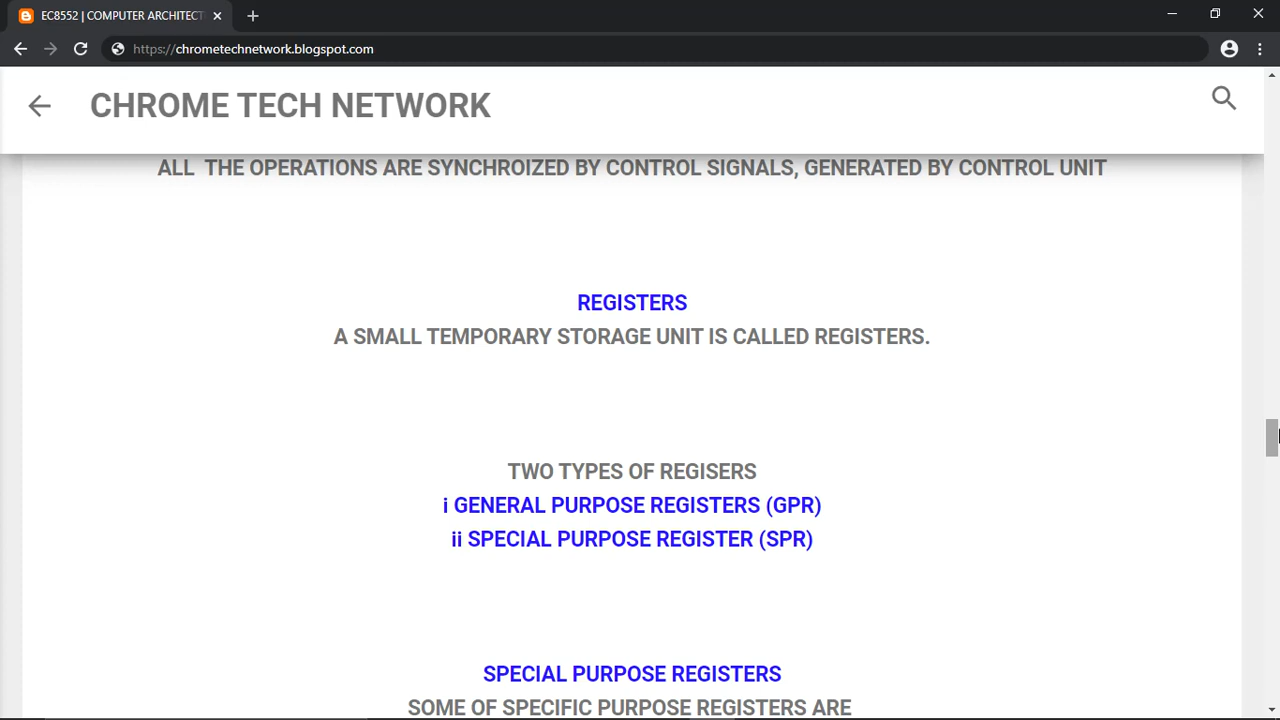 EC8552 | COMPUTER ARCHITECT
https://chrometechnetwork.blogspot.com
CHROME TECH NETWORK
ALL THE OPERATIONS ARE SYNCHROIZED BY CONTROL SIGNALS, GENERATED BY CONTROL UNIT
REGISTERS
A SMALL TEMPORARY STORAGE UNIT IS CALLED REGISTERS.
TWO TYPES OF REGISERS
i GENERAL PURPOSE REGISTERS (GPR)
ii SPECIAL PURPOSE REGISTER (SPR)
SPECIAL PURPOSE REGISTERS
SOME OF SPECIFIC PURPOSE REGISTERS ARE